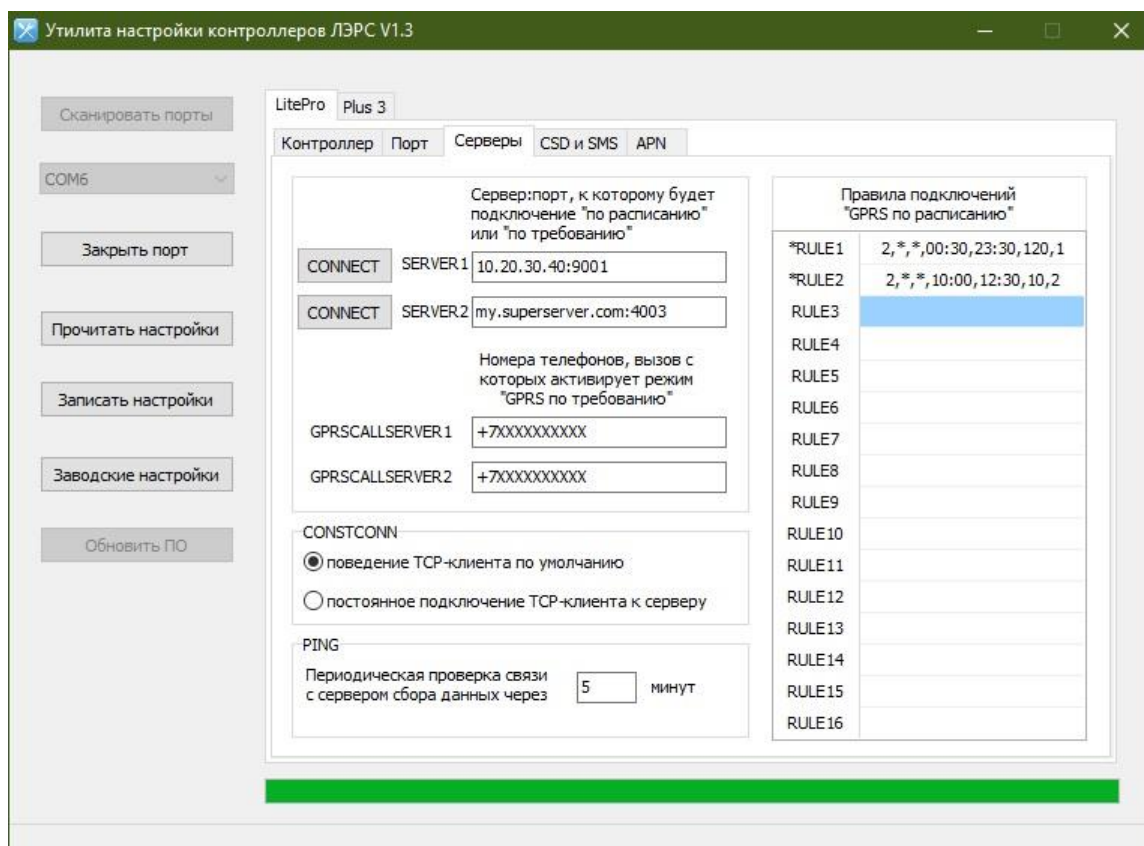 Утилита настройки контроллеров ЛЭРС V1.3
Сканировать порты
COM6
Закрыть порт
Прочитать настройки
Записать настройки
Заводские настройки
Обновить ПО
LitePro Plus 3
Контроллер Порт Серверы CSD и SMS APN
Сервер:порт, к которому будет
подключение "по расписанию"
или "по требованию"
CONNECT SERVER1 10.20.30.40:9001
CONNECT SERVER2 my.superserver.com:4003
Номера телефонов, вызов с
которых активирует режим
"GPRS по требованию"
GPRSCALLSERVER1 +7XXXXXXXXXX
GPRSCALLSERVER2 +7XXXXXXXXXX
CONSTCONN
поведение TCP-клиента по умолчанию
постоянное подключение TCP-клиента к серверу
PING
Периодическая проверка связи
с сервером сбора данных через 5 минут
Правила подключений
"GPRS по расписанию"
*RULE1 2,*,*,00:30,23:30,120,1
*RULE2 2,*,*,10:00,12:30,10,2
RULE3
RULE4
RULE5
RULE6
RULE7
RULE8
RULE9
RULE10
RULE11
RULE12
RULE13
RULE14
RULE15
RULE16